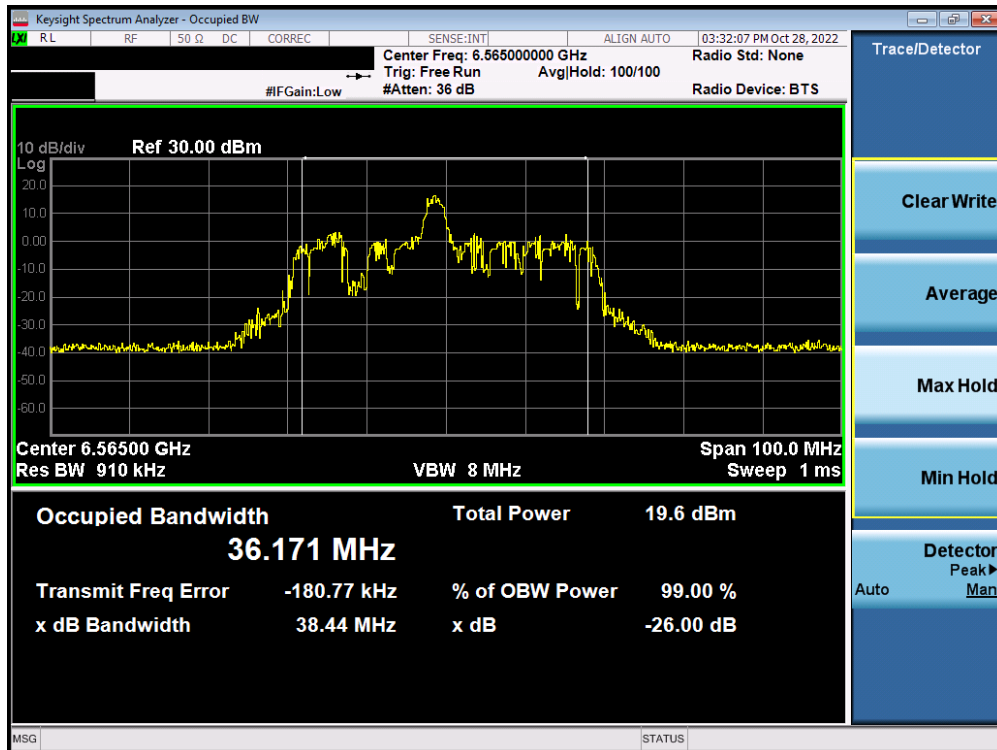 Keysight Spectrum Analyzer - Occupied BW
LXI RL RF 50 Ω DC CORREC SENSE:INT ALIGN AUTO 03:32:07 PM Oct 28, 2022
Center Freq: 6.565000000 GHz Radio Std: None
Trig: Free Run Avg|Hold: 100/100
#IFGain:Low #Atten: 36 dB Radio Device: BTS
10 dB/div Ref 30.00 dBm
Log
20.0
10.0
0.00
-10.0
-20.0
-30.0
-40.0
-50.0
-60.0
Center 6.56500 GHz Span 100.0 MHz
Res BW 910 kHz VBW 8 MHz Sweep 1 ms
Occupied Bandwidth Total Power 19.6 dBm
36.171 MHz
Transmit Freq Error -180.77 kHz % of OBW Power 99.00 %
x dB Bandwidth 38.44 MHz x dB -26.00 dB
MSG STATUS
Trace/Detector
Clear Write
Average
Max Hold
Min Hold
Detector
Peak▶
Auto Man